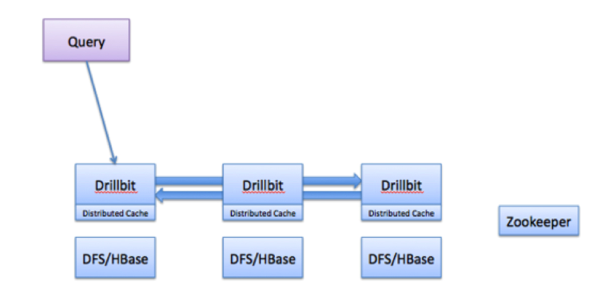 Query
Drillbit
Drillbit
Drillbit
Distributed Cache
Distributed Cache
Distributed Cache
Zookeeper
DFS/HBase
DFS/HBase
DFS/HBase